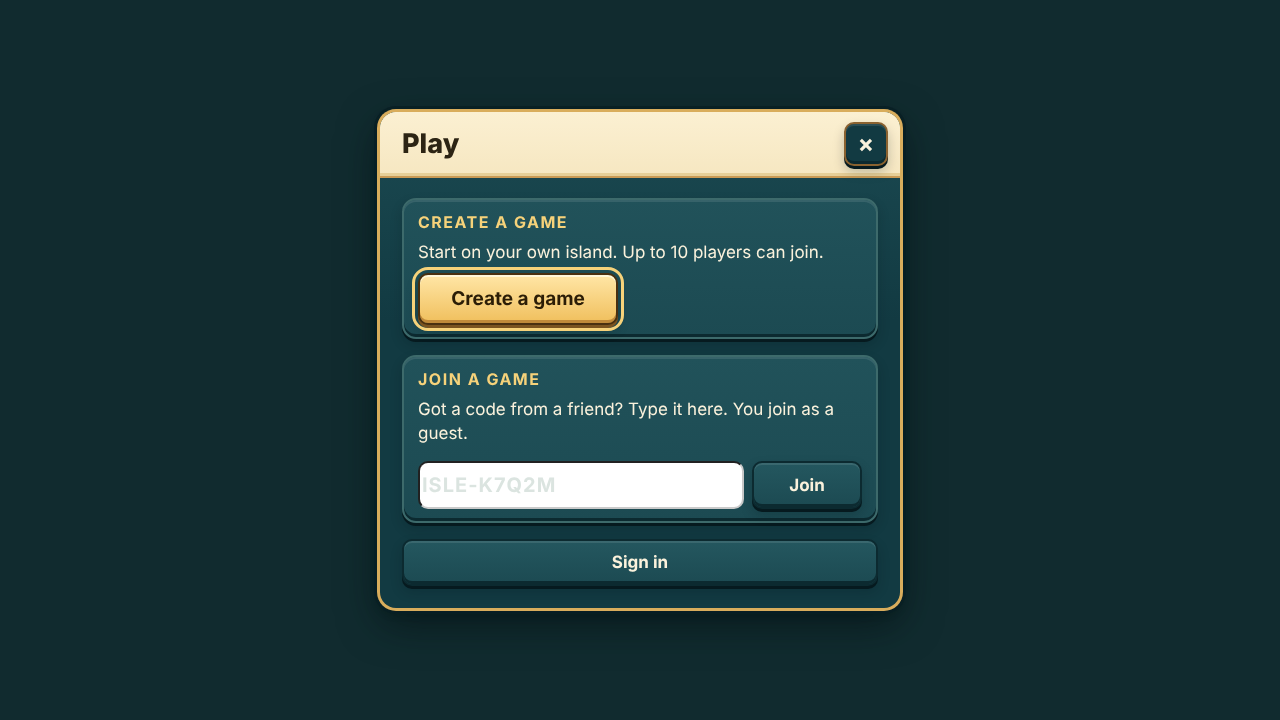 Play
×
CREATE A GAME
Start on your own island. Up to 10 players can join.
Create a game
JOIN A GAME
Got a code from a friend? Type it here. You join as a
guest.
ISLE-K7Q2M
Join
Sign in